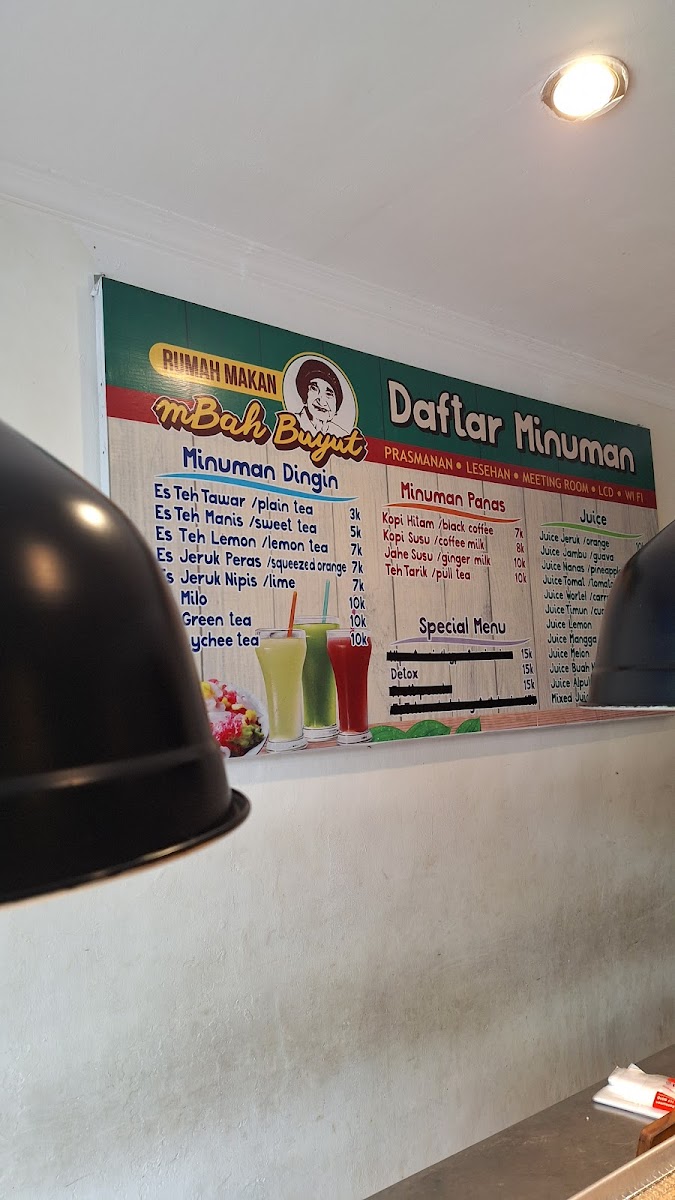 RUMAH MAKAN
mBah Buyut
Daftar Minuman
PRASMANAN • LESEHAN • MEETING ROOM • LCD • WI FI
Minuman Dingin
Es Teh Tawar /plain tea 3k
Es Teh Manis /sweet tea 5k
Es Teh Lemon /lemon tea 7k
Es Jeruk Peras /squeezed orange 7k
Es Jeruk Nipis /lime 7k
Milo 10k
Green tea 10k
lychee tea 10k
Minuman Panas
Kopi Hitam /black coffee 7k
Kopi Susu /coffee milk 8k
Jahe Susu /ginger milk 10k
Teh Tarik /pull tea 10k
Special Menu
15k
Detox 15k
15k
Juice
Juice Jeruk /orange
Juice Jambu /guava
Juice Nanas /pineapple
Juice Tomat /tomato
Juice Wortel /carr
Juice Timun /cu
Juice Lemon
Juice Mangga
Juice Melon
Juice Buah
Juice Alpu
Mixed Jui